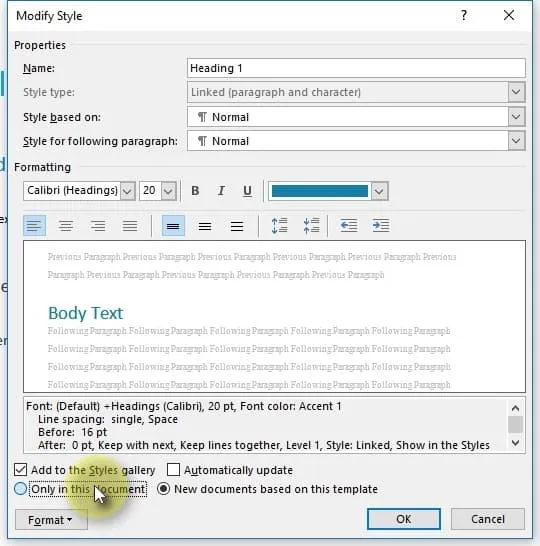 Modify Style ? ×
Properties
Name: Heading 1
Style type: Linked (paragraph and character)
Style based on: ¶ Normal
Style for following paragraph: ¶ Normal
Formatting
Calibri (Headings) 20 B I U
Previous Paragraph Previous Paragraph Previous Paragraph Previous Paragraph Previous
Paragraph Previous Paragraph Previous Paragraph Previous Paragraph Previous Paragraph
Body Text
Following Paragraph Following Paragraph Following Paragraph Following Paragraph
Following Paragraph Following Paragraph Following Paragraph Following Paragraph
Following Paragraph Following Paragraph Following Paragraph Following Paragraph
Following Paragraph Following Paragraph Following Paragraph Following Paragraph
Font: (Default) +Headings (Calibri), 20 pt, Font color: Accent 1
Line spacing: single, Space
Before: 16 pt
After: 0 pt, Keep with next, Keep lines together, Level 1, Style: Linked, Show in the Styles
Add to the Styles gallery Automatically update
Only in this document New documents based on this template
Format OK Cancel